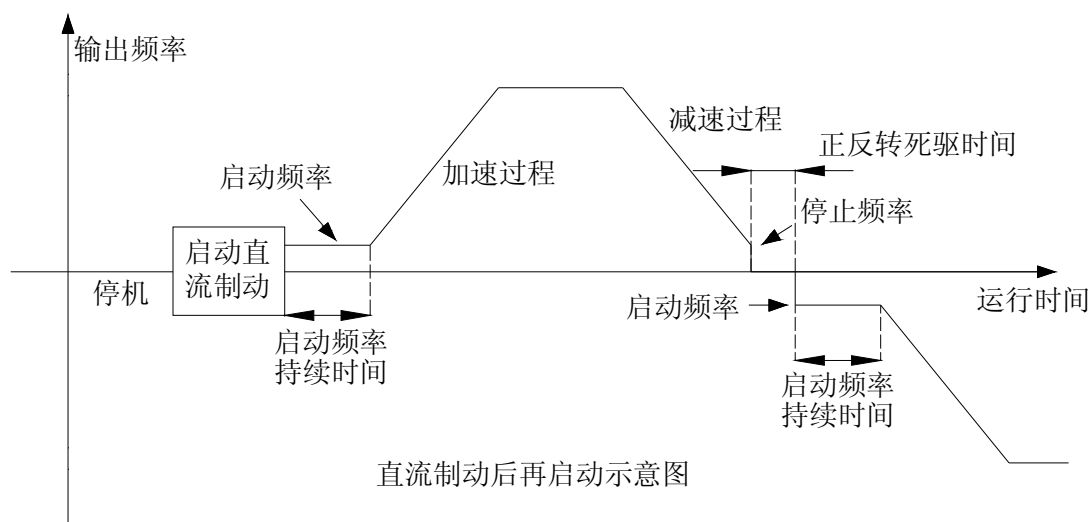 输出频率
减速过程
正反转死驱时间
启动频率
加速过程
停止频率
启动直
流制动
停机
运行时间
启动频率
启动频率
持续时间
启动频率
持续时间
直流制动后再启动示意图